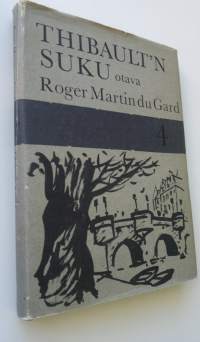 THIBAULT'N
SUKU otava
Roger Martin du Gard
4